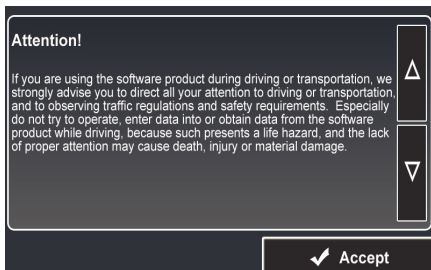 Attention!
If you are using the software product during driving or transportation, we
strongly advise you to direct all your attention to driving or transportation,
and to observing traffic regulations and safety requirements. Especially
do not try to operate, enter data into or obtain data from the software
product while driving, because such presents a life hazard, and the lack
of proper attention may cause death, injury or material damage.
Accept